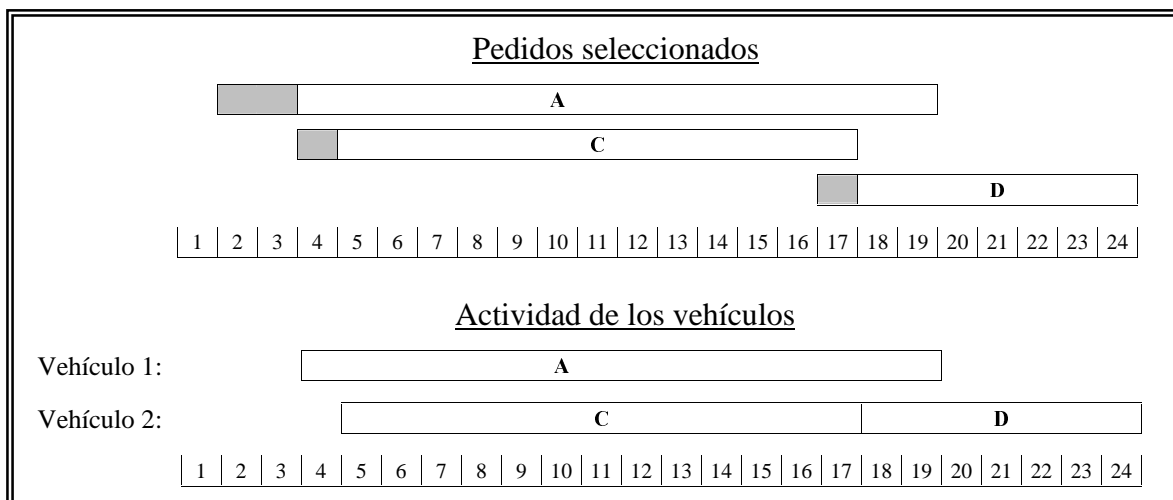 Pedidos seleccionados
A
C
D
1 2 3 4 5 6 7 8 9 10 11 12 13 14 15 16 17 18 19 20 21 22 23 24
Actividad de los vehículos
Vehículo 1: A
Vehículo 2: C D
1 2 3 4 5 6 7 8 9 10 11 12 13 14 15 16 17 18 19 20 21 22 23 24